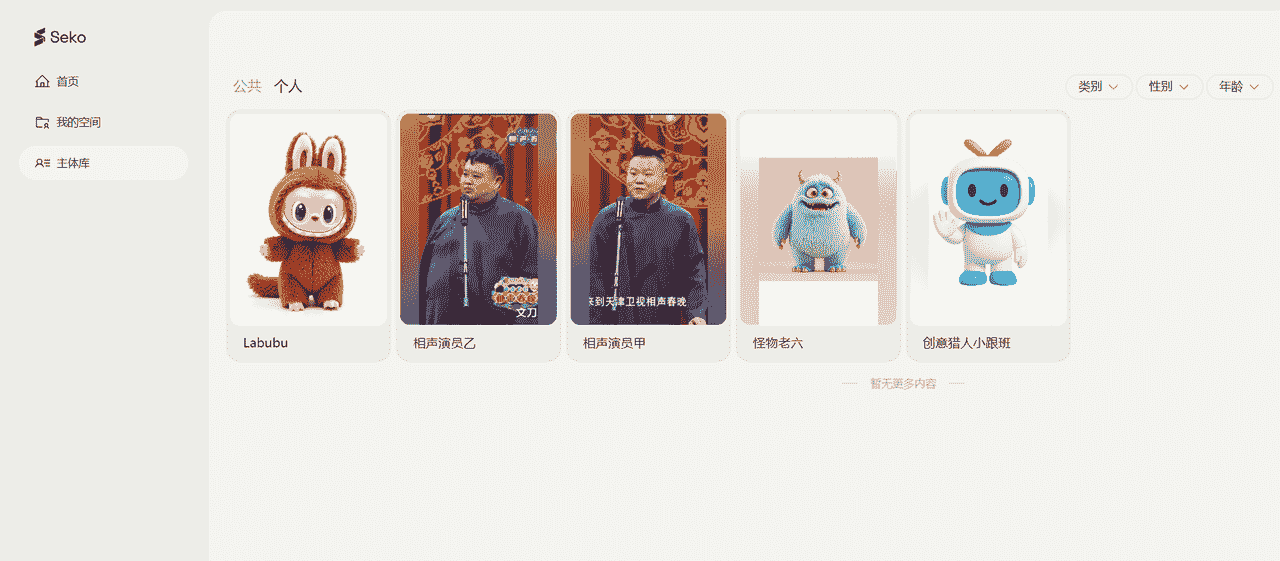 Seko
首页
我的空间
主体库
公共 个人
类别 性别 年龄
文刀
来到天津卫视相声春晚
Labubu
相声演员乙
相声演员甲
怪物老六
创意猎人小跟班
暂无更多内容